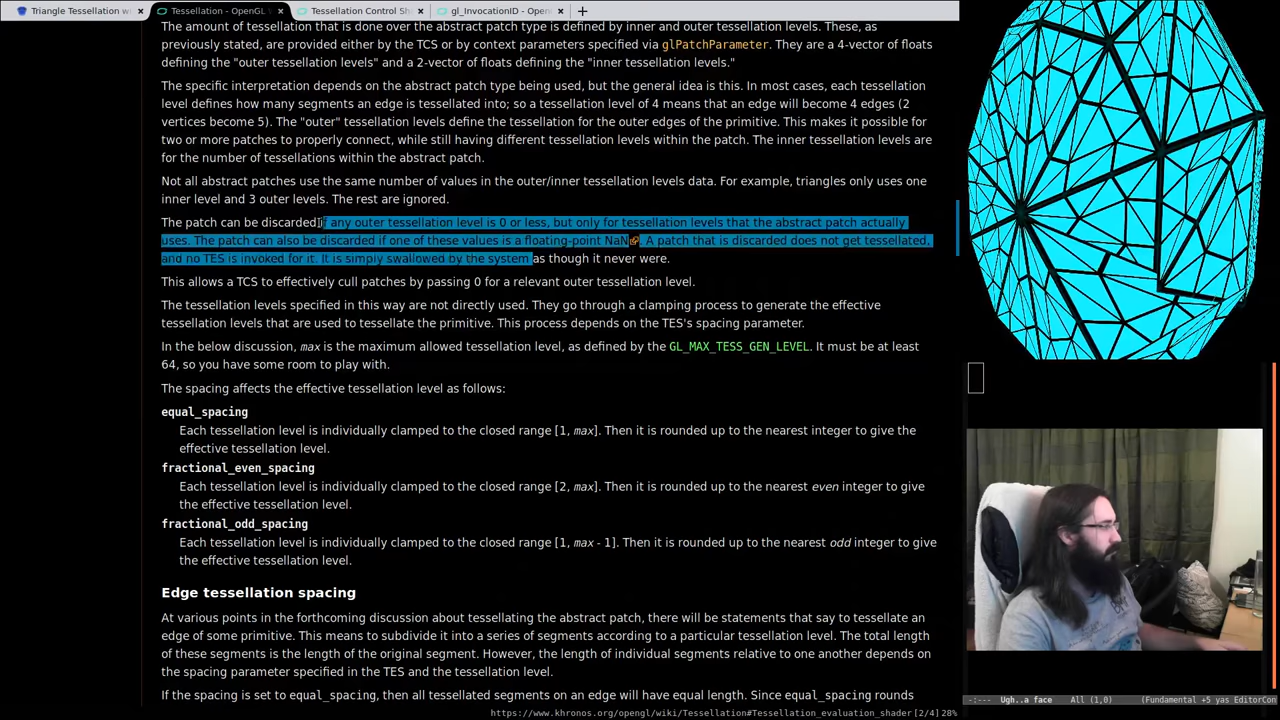 Triangle Tessellation wi
Tessellation - OpenGL
Tessellation Control Sh
gl_InvocationID - Open
The amount of tessellation that is done over the abstract patch type is defined by inner and outer tessellation levels. These, as
previously stated, are provided either by the TCS or by context parameters specified via glPatchParameter. They are a 4-vector of floats
defining the "outer tessellation levels" and a 2-vector of floats defining the "inner tessellation levels."
The specific interpretation depends on the abstract patch type being used, but the general idea is this. In most cases, each tessellation
level defines how many segments an edge is tessellated into; so a tessellation level of 4 means that an edge will become 4 edges (2
vertices become 5). The "outer" tessellation levels define the tessellation for the outer edges of the primitive. This makes it possible for
two or more patches to properly connect, while still having different tessellation levels within the patch. The inner tessellation levels are
for the number of tessellations within the abstract patch.
Not all abstract patches use the same number of values in the outer/inner tessellation levels data. For example, triangles only uses one
inner level and 3 outer levels. The rest are ignored.
The patch can be discarded if any outer tessellation level is 0 or less, but only for tessellation levels that the abstract patch actually
uses. The patch can also be discarded if one of these values is a floating-point NaN. A patch that is discarded does not get tessellated,
and no TES is invoked for it. It is simply swallowed by the system as though it never were.
This allows a TCS to effectively cull patches by passing 0 for a relevant outer tessellation level.
The tessellation levels specified in this way are not directly used. They go through a clamping process to generate the effective
tessellation levels that are used to tessellate the primitive. This process depends on the TES's spacing parameter.
In the below discussion, max is the maximum allowed tessellation level, as defined by the GL_MAX_TESS_GEN_LEVEL. It must be at least
64, so you have some room to play with.
The spacing affects the effective tessellation level as follows:
equal_spacing
Each tessellation level is individually clamped to the closed range [1, max]. Then it is rounded up to the nearest integer to give the
effective tessellation level.
fractional_even_spacing
Each tessellation level is individually clamped to the closed range [2, max]. Then it is rounded up to the nearest even integer to give
the effective tessellation level.
fractional_odd_spacing
Each tessellation level is individually clamped to the closed range [1, max - 1]. Then it is rounded up to the nearest odd integer to give
the effective tessellation level.
Edge tessellation spacing
At various points in the forthcoming discussion about tessellating the abstract patch, there will be statements that say to tessellate an
edge of some primitive. This means to subdivide it into a series of segments according to a particular tessellation level. The total length
of these segments is the length of the original segment. However, the length of individual segments relative to one another depends on
the spacing parameter specified in the TES and the tessellation level.
If the spacing is set to equal_spacing, then all tessellated segments on an edge will have equal length. Since equal_spacing rounds
https://www.khronos.org/opengl/wiki/Tessellation#Tessellation_evaluation_shader [2/4] 28%
-:--- Ugh..a face All (1,0) (Fundamental +5 yas EditorCon